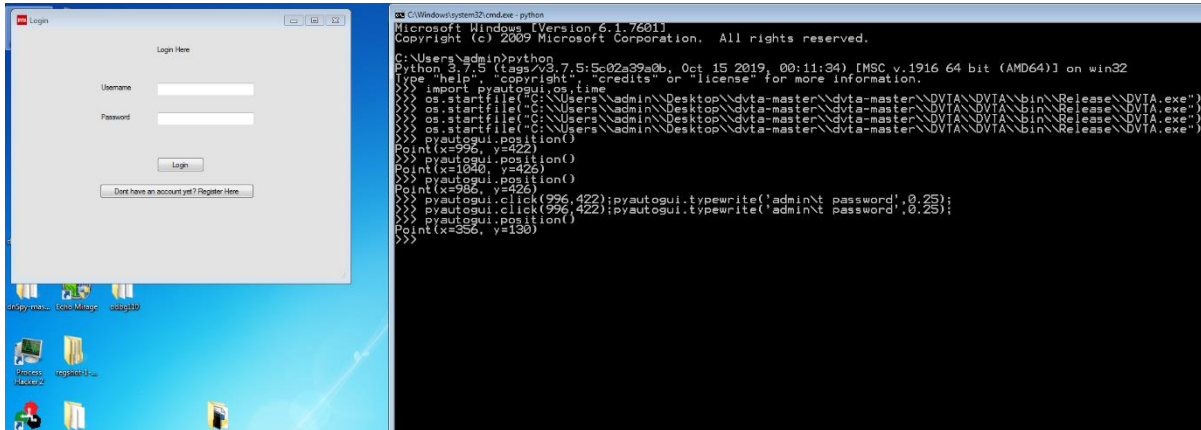 Login
Login Here
Username
Password
Login
Dont have an account yet? Register Here
dnSpy-mas...
Echo Mirage
odbg110
Process
Hacker 2
regshot-1-...
C:\Windows\system32\cmd.exe - python
Microsoft Windows [Version 6.1.7601]
Copyright (c) 2009 Microsoft Corporation.  All rights reserved.
C:\Users\admin>python
Python 3.7.5 (tags/v3.7.5:5c02a39a0b, Oct 15 2019, 00:11:34) [MSC v.1916 64 bit (AMD64)] on win32
Type "help", "copyright", "credits" or "license" for more information.
>>> import pyautogui,os,time
>>> os.startfile("C:\\Users\\admin\\Desktop\\dvta-master\\dvta-master\\DVTA\\DVTA\\bin\\Release\\DVTA.exe")
>>> os.startfile("C:\\Users\\admin\\Desktop\\dvta-master\\dvta-master\\DVTA\\DVTA\\bin\\Release\\DVTA.exe")
>>> os.startfile("C:\\Users\\admin\\Desktop\\dvta-master\\dvta-master\\DVTA\\DVTA\\bin\\Release\\DVTA.exe")
>>> os.startfile("C:\\Users\\admin\\Desktop\\dvta-master\\dvta-master\\DVTA\\DVTA\\bin\\Release\\DVTA.exe")
>>> pyautogui.position()
Point(x=996, y=422)
>>> pyautogui.position()
Point(x=1040, y=426)
>>> pyautogui.position()
Point(x=986, y=426)
>>> pyautogui.click(996,422);pyautogui.typewrite('admin\t password',0.25);
>>> pyautogui.click(996,422);pyautogui.typewrite('admin\t password',0.25);
>>> pyautogui.position()
Point(x=356, y=130)
>>>